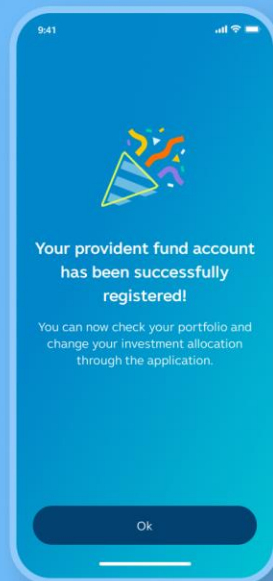 9:41
Your provident fund account
has been successfully
registered!
You can now check your portfolio and
change your investment allocation
through the application.
Ok